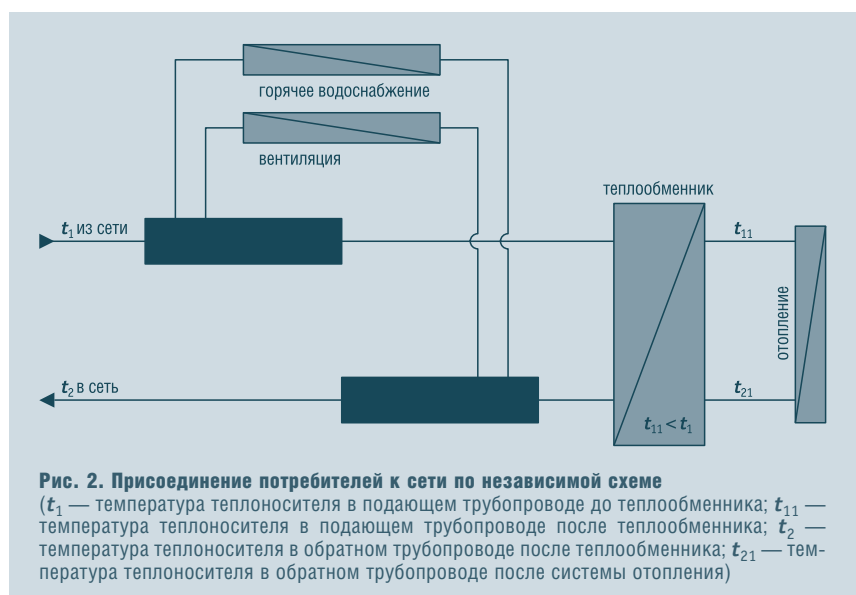 горячее водоснабжение
вентиляция
теплообменник
t₁ из сети
t₁₁
отопление
t₂ в сеть
t₂₁
t₁₁ < t₁
Рис. 2. Присоединение потребителей к сети по независимой схеме
(t₁ — температура теплоносителя в подающем трубопроводе до теплообменника; t₁₁ —
температура теплоносителя в подающем трубопроводе после теплообменника; t₂ —
температура теплоносителя в обратном трубопроводе после теплообменника; t₂₁ — тем-
пература теплоносителя в обратном трубопроводе после системы отопления)